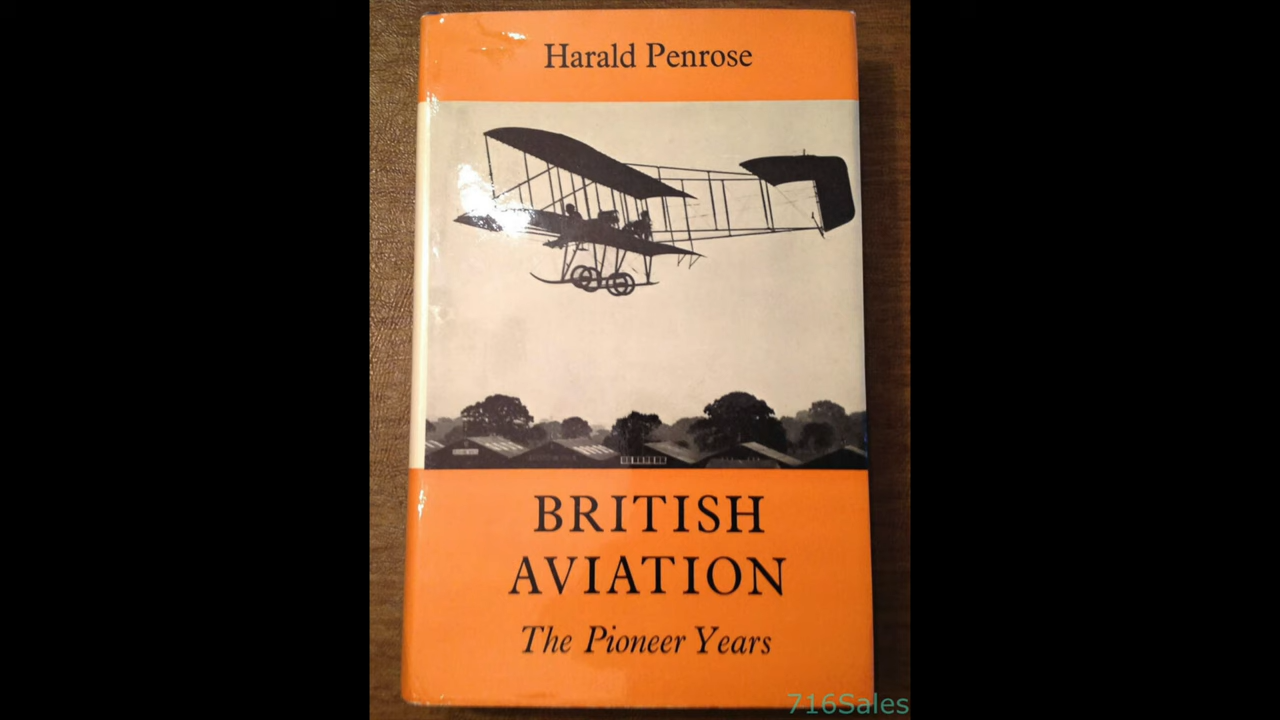 Harald Penrose
BRITISH
AVIATION
The Pioneer Years
716Sales